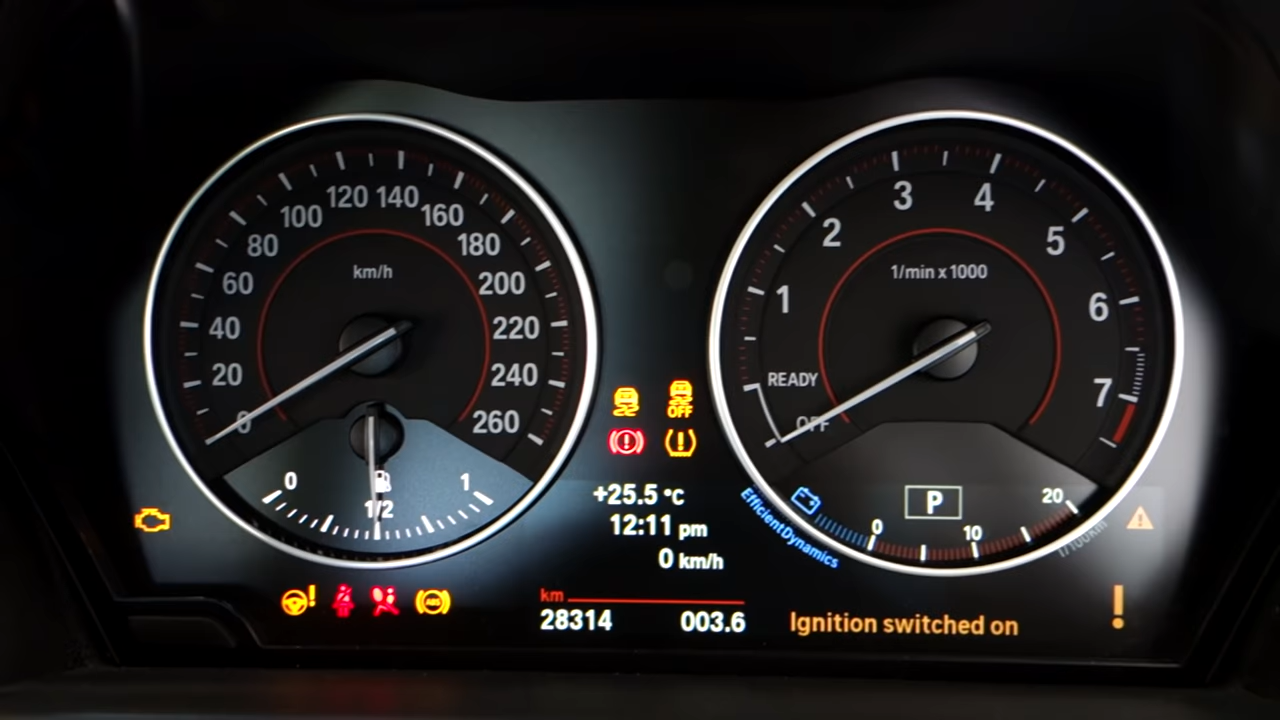 0
20
40
60
80
100
120
140
160
180
200
220
240
260
km/h
0
1/2
1
OFF
READY
1
2
3
4
5
6
7
1/min x 1000
OFF
ABS
+25.5 °C
12:11 pm
0 km/h
km
28314
003.6
P
0
10
20
l/100km
EfficientDynamics
Ignition switched on